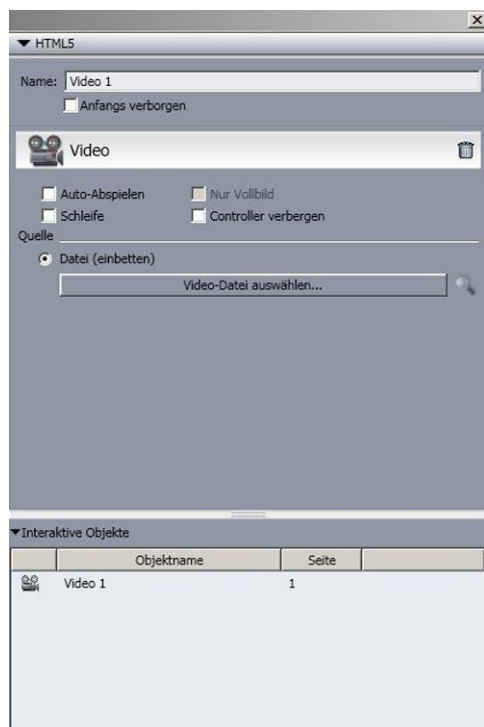 HTML5
Name: Video 1
Anfangs verborgen
Video
Auto-Abspielen Nur Vollbild
Schleife Controller verbergen
Quelle
Datei (einbetten)
Video-Datei auswählen...
Interaktive Objekte
Objektname Seite
Video 1 1